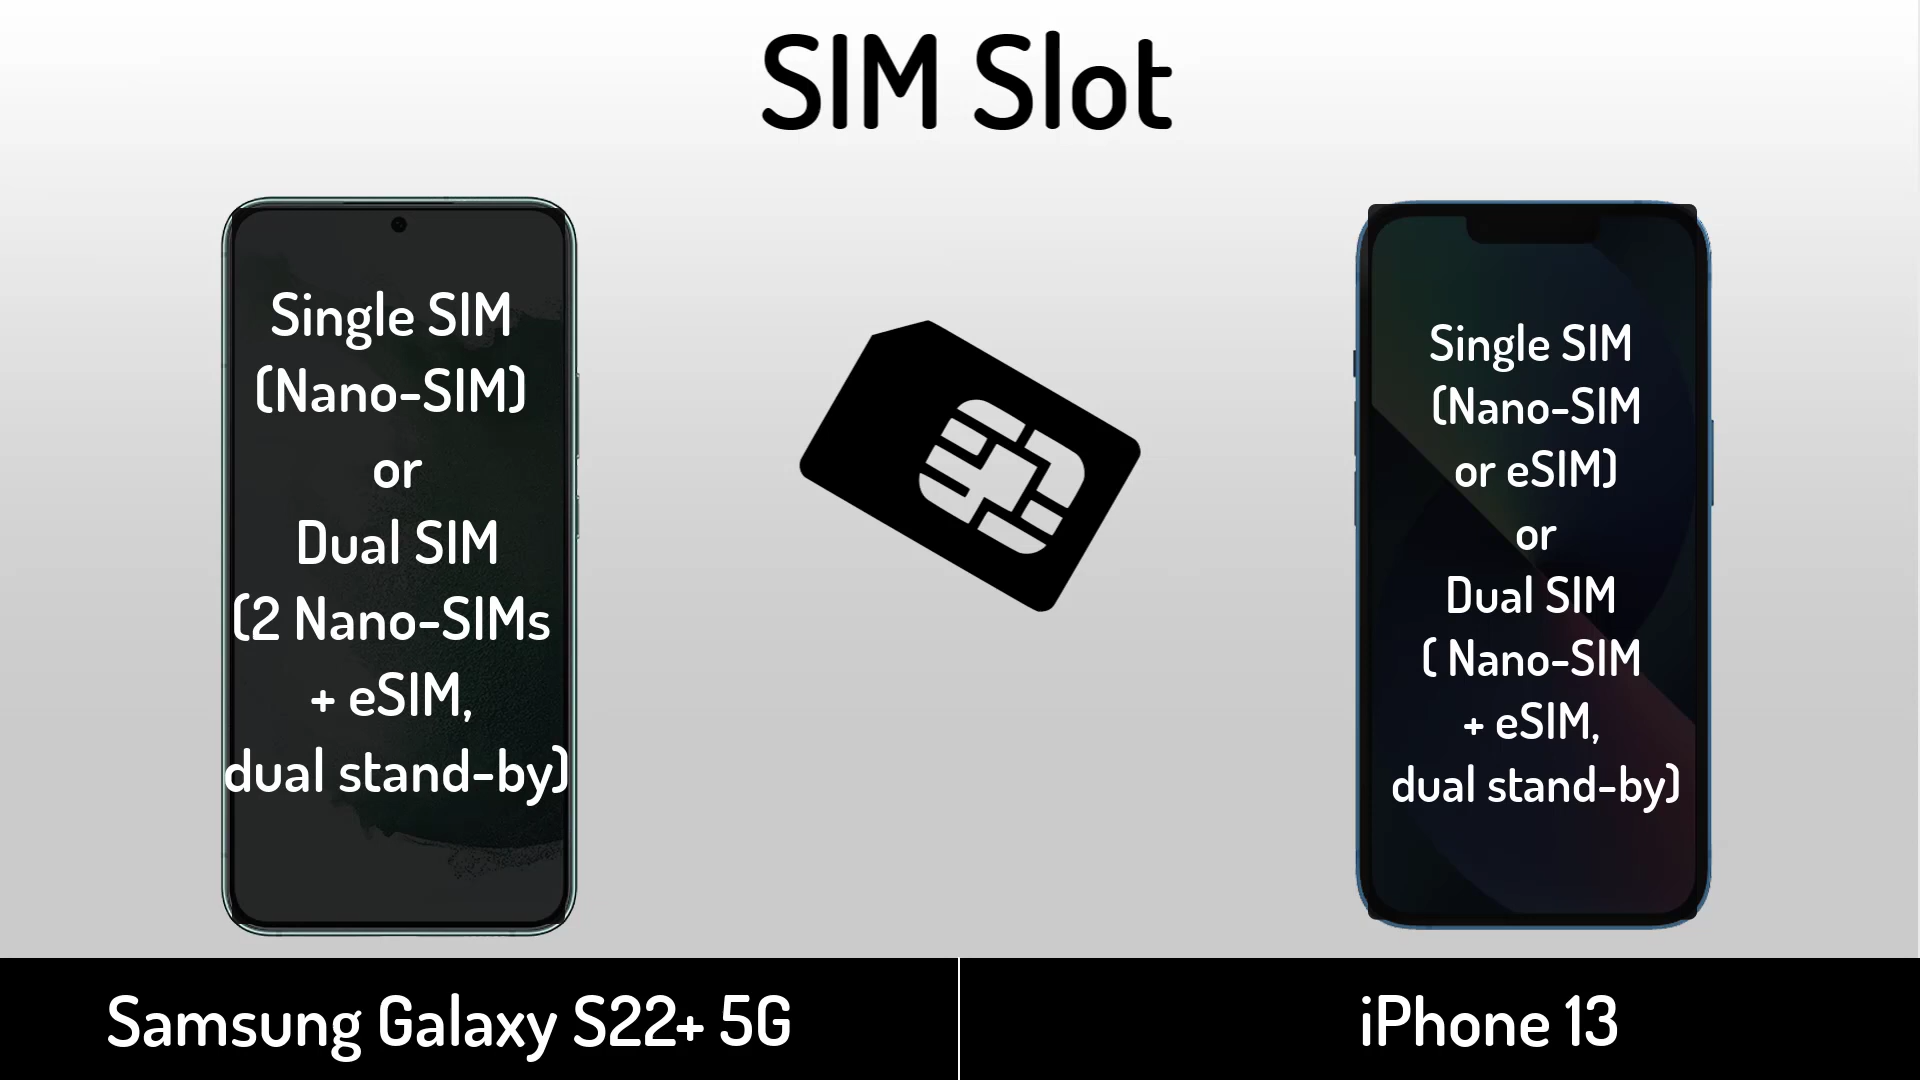 SIM Slot
Single SIM
(Nano-SIM)
or
Dual SIM
(2 Nano-SIMs
+ eSIM,
dual stand-by)
Single SIM
(Nano-SIM
or eSIM)
or
Dual SIM
( Nano-SIM
+ eSIM,
dual stand-by)
Samsung Galaxy S22+ 5G
iPhone 13